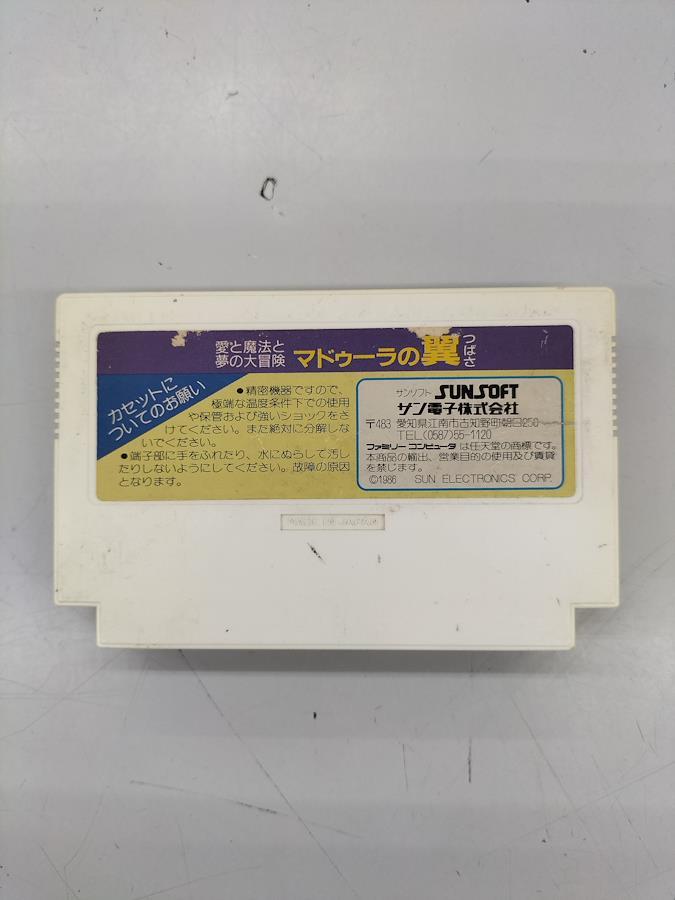 愛と魔法と
夢の大冒険
マドゥーラの翼
つばさ
カセットに
ついてのお願い
●精密機器ですので、
極端な温度条件下での使用
や保管および強いショックをさ
けてください。また絶対に分解しな
いでください。
●端子部に手をふれたり、水にぬらして汚し
たりしないようにしてください。故障の原因
となります。
サンソフト SUNSOFT
サン電子株式会社
〒483 愛知県江南市古知野町朝日250
TEL(0587)55-1120
ファミリーコンピュータは任天堂の商標です。
本商品の輸出、営業目的の使用及び賃貸
を禁じます。
©1986 SUN ELECTRONICS CORP.